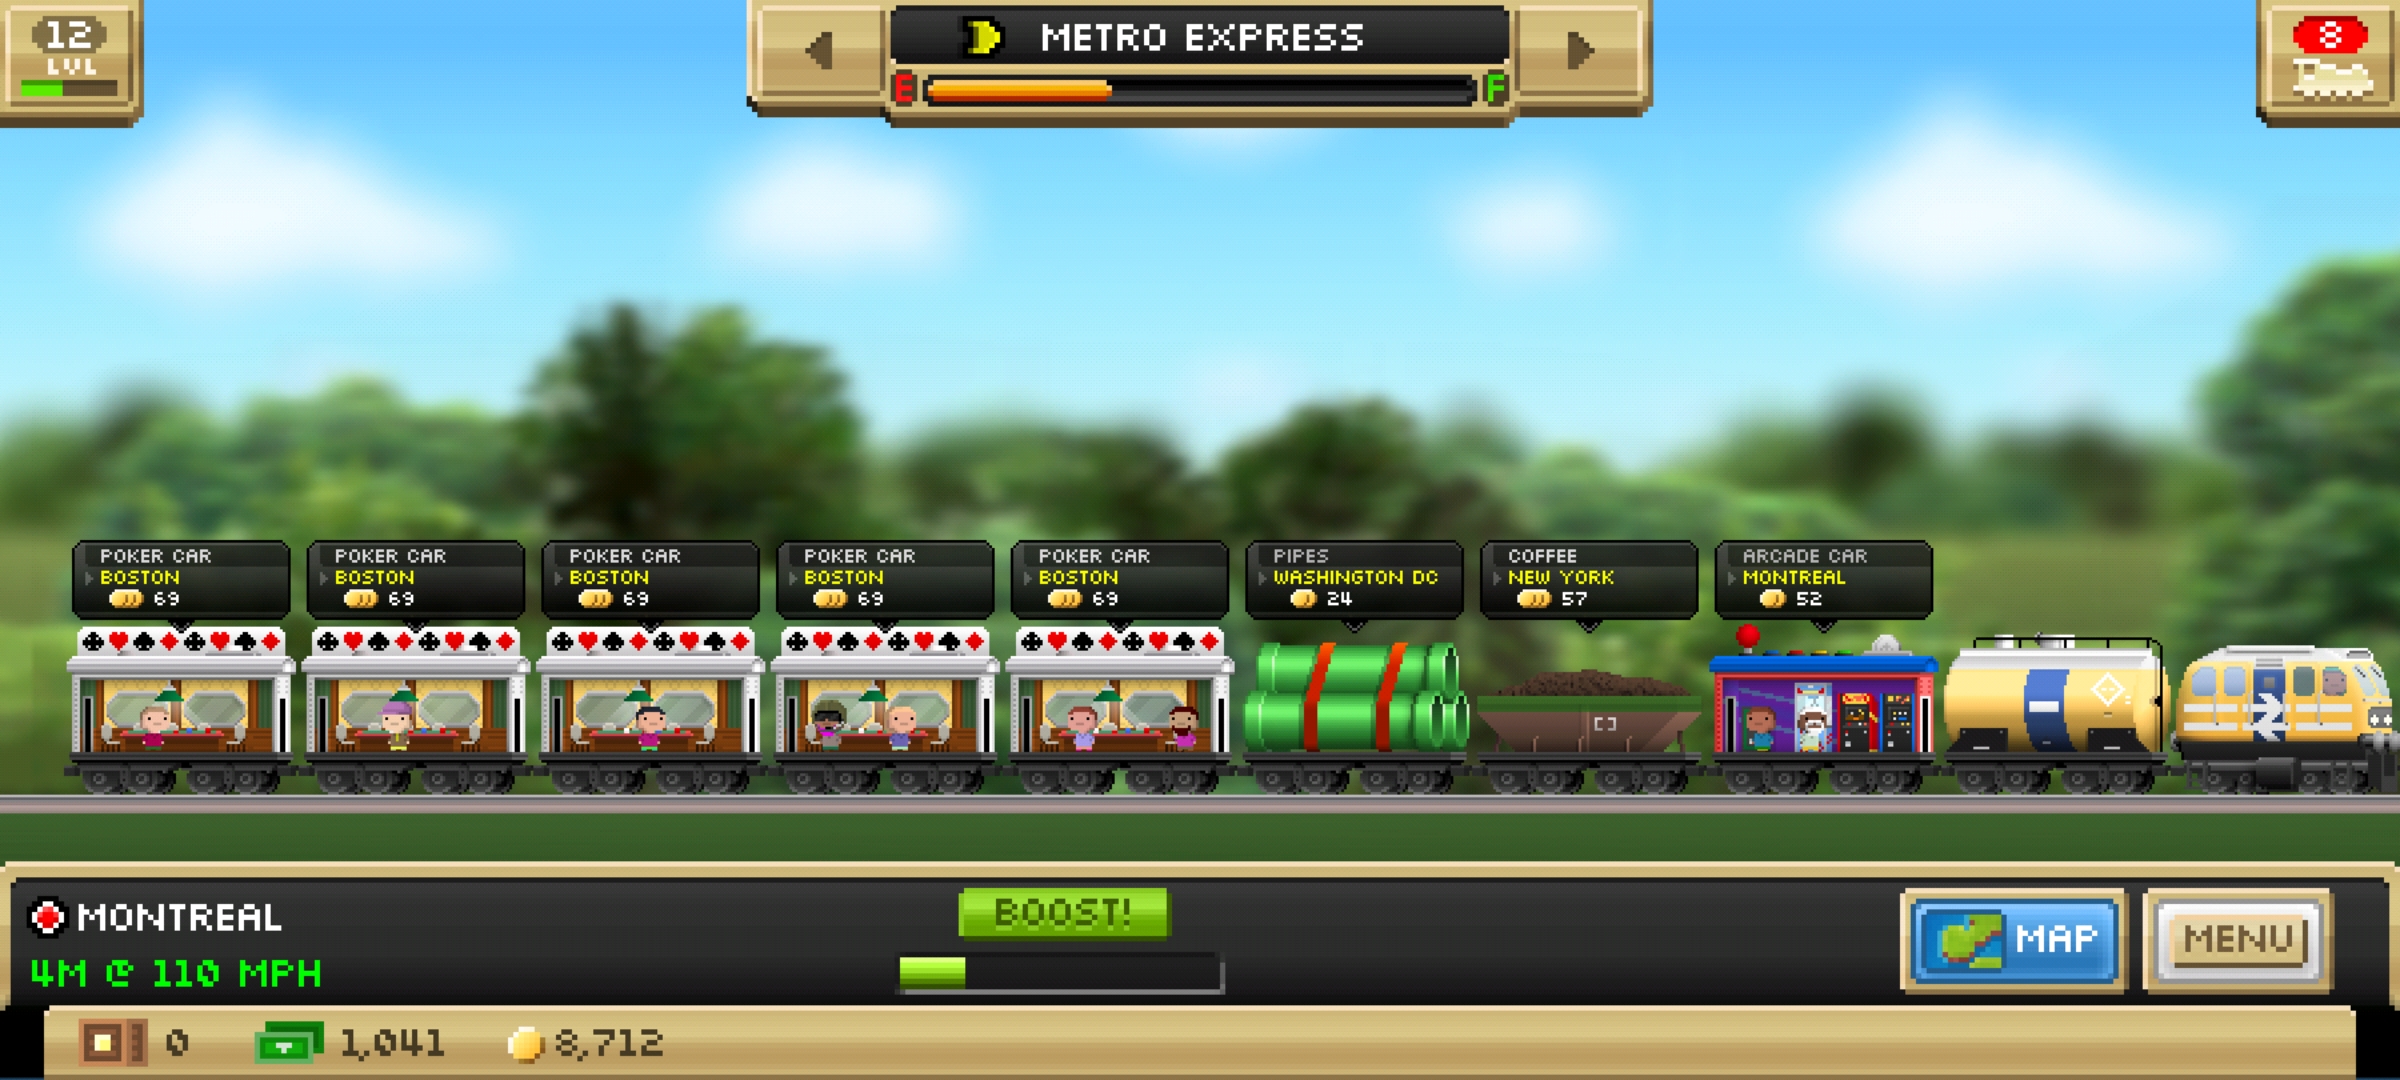 12
LVL
METRO EXPRESS
E F
8
POKER CAR
BOSTON
69
POKER CAR
BOSTON
69
POKER CAR
BOSTON
69
POKER CAR
BOSTON
69
POKER CAR
BOSTON
69
PIPES
WASHINGTON DC
24
COFFEE
NEW YORK
57
ARCADE CAR
MONTREAL
52
MONTREAL
4M @ 110 MPH
BOOST!
MAP
MENU
0 1,041 8,712